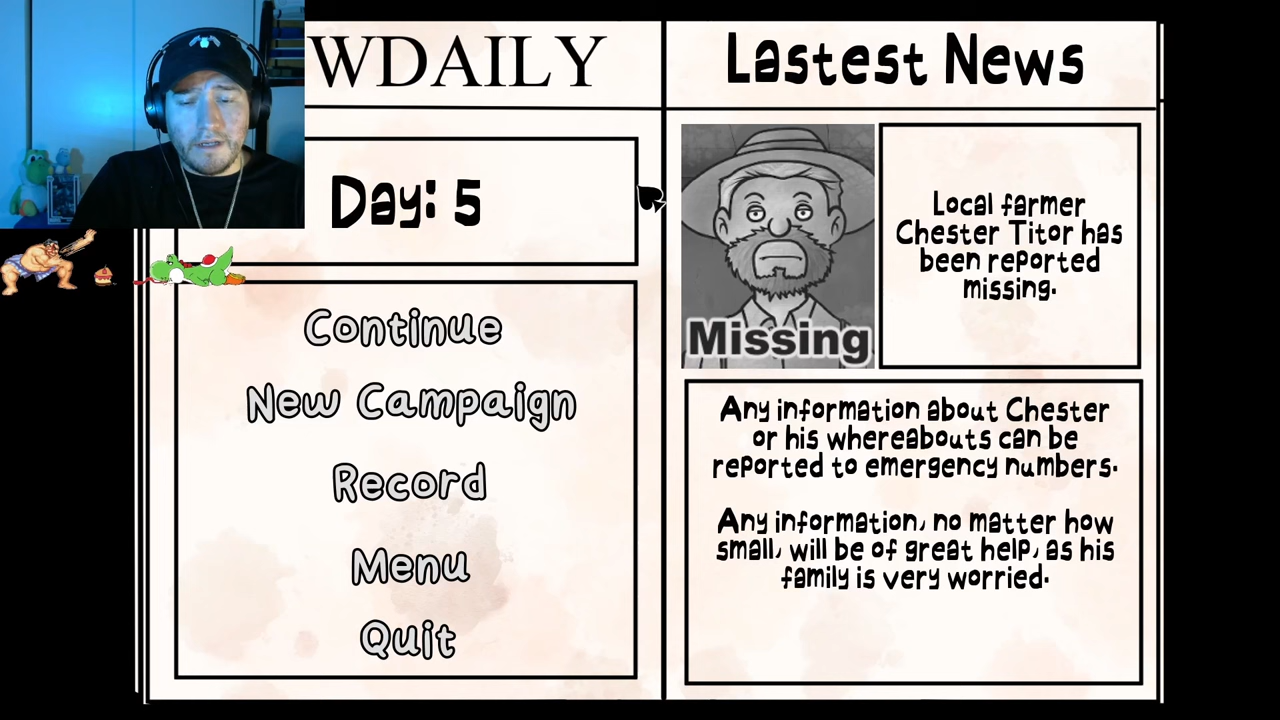 WDAILY
Lastest News
Day: 5
Continue
New Campaign
Record
Menu
Quit
Missing
Local farmer
Chester Titor has
been reported
missing.
Any information about Chester
or his whereabouts can be
reported to emergency numbers.
Any information, no matter how
small, will be of great help, as his
family is very worried.